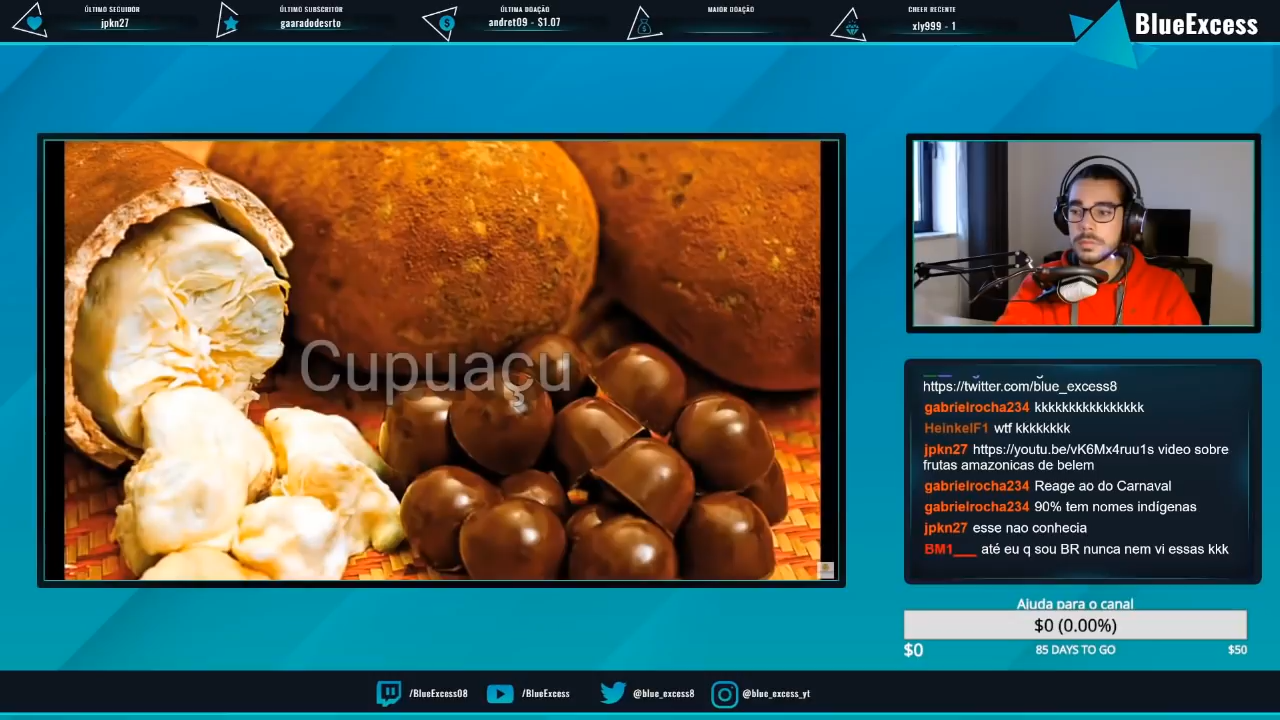 ÚLTIMO SEGUIDOR
jpkn27
ÚLTIMO SUBSCRITOR
gaaradodesrto
ÚLTIMA DOAÇÃO
andret09 - $1.07
MAIOR DOAÇÃO
CHEER RECENTE
xly999 - 1
BlueExcess
Cupuaçu
https://twitter.com/blue_excess8
gabrielrocha234 kkkkkkkkkkkkkkkk
HeinkelF1 wtf kkkkkkkk
jpkn27 https://youtu.be/vK6Mx4ruu1s video sobre
frutas amazonicas de belem
gabrielrocha234 Reage ao do Carnaval
gabrielrocha234 90% tem nomes indígenas
jpkn27 esse nao conhecia
BM1___ até eu q sou BR nunca nem vi essas kkk
Ajuda para o canal
$0 (0.00%)
$0 85 DAYS TO GO $50
/BlueExcess08 /BlueExcess @blue_excess8 @blue_excess_yt